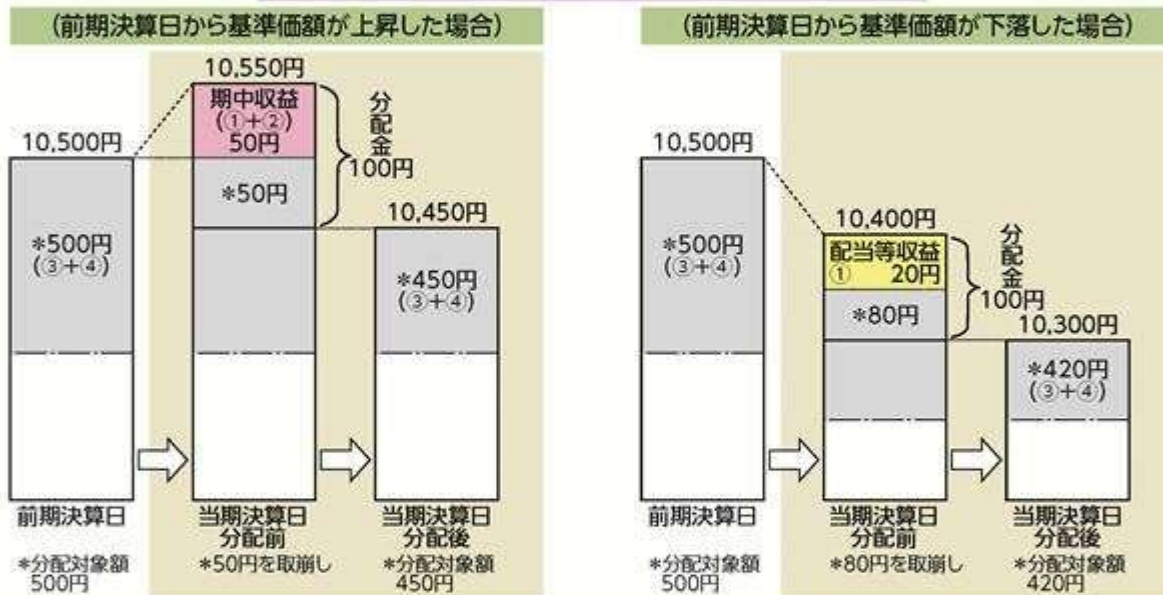 (前期決算日から基準価額が上昇した場合)
10,550円
期中収益
(①+②)
50円
分配金
100円
10,500円
*50円
10,450円
*500円
(③+④)
*450円
(③+④)
前期決算日
当期決算日
分配前
当期決算日
分配後
*分配対象額
500円
*50円を取崩し
*分配対象額
450円
(前期決算日から基準価額が下落した場合)
10,500円
10,400円
配当等収益
① 20円
分配金
100円
*500円
(③+④)
*80円
10,300円
*420円
(③+④)
前期決算日
当期決算日
分配前
当期決算日
分配後
*分配対象額
500円
*80円を取崩し
*分配対象額
420円